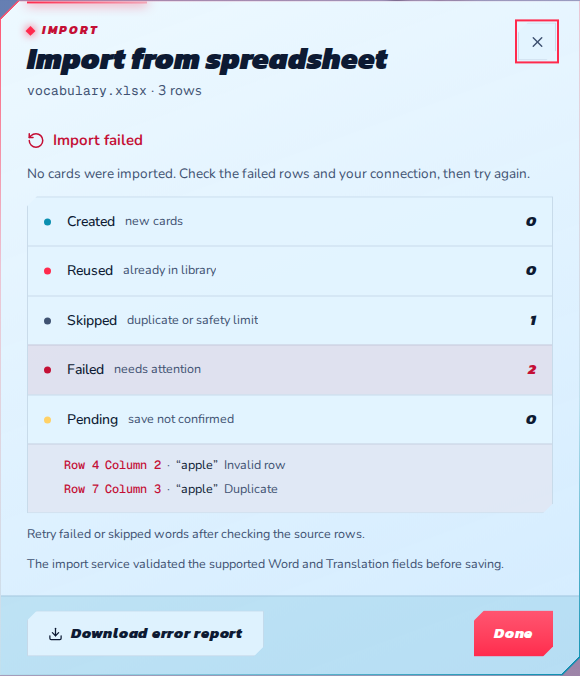 IMPORT
Import from spreadsheet
vocabulary.xlsx · 3 rows
Import failed
No cards were imported. Check the failed rows and your connection, then try again.
Created new cards 0
Reused already in library 0
Skipped duplicate or safety limit 1
Failed needs attention 2
Pending save not confirmed 0
Row 4 Column 2 · “apple” Invalid row
Row 7 Column 3 · “apple” Duplicate
Retry failed or skipped words after checking the source rows.
The import service validated the supported Word and Translation fields before saving.
Download error report Done